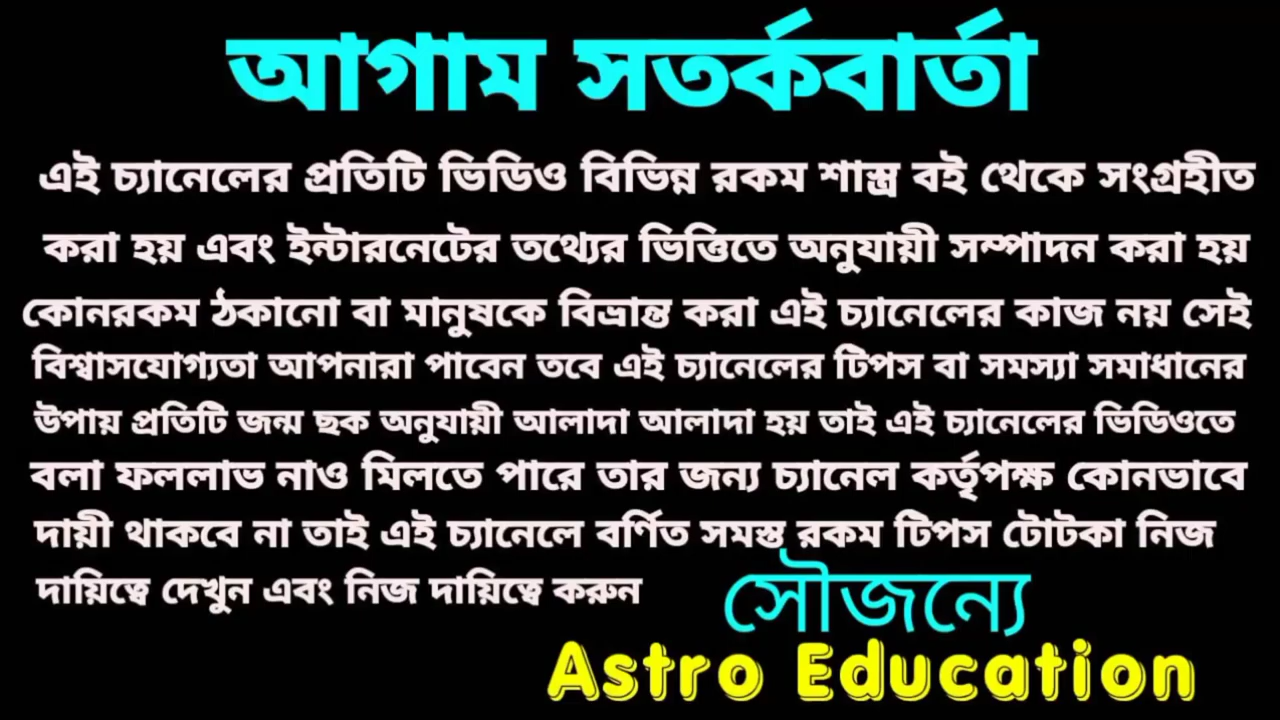 আগাম সতর্কবার্তা
এই চ্যানেলের প্রতিটি ভিডিও বিভিন্ন রকম শাস্ত্র বই থেকে সংগ্রহীত
করা হয় এবং ইন্টারনেটের তথ্যের ভিত্তিতে অনুযায়ী সম্পাদন করা হয়
কোনরকম ঠকানো বা মানুষকে বিভ্রান্ত করা এই চ্যানেলের কাজ নয় সেই
বিশ্বাসযোগ্যতা আপনারা পাবেন তবে এই চ্যানেলের টিপস বা সমস্যা সমাধানের
উপায় প্রতিটি জন্ম ছক অনুযায়ী আলাদা আলাদা হয় তাই এই চ্যানেলের ভিডিওতে
বলা ফললাভ নাও মিলতে পারে তার জন্য চ্যানেল কর্তৃপক্ষ কোনভাবে
দায়ী থাকবে না তাই এই চ্যানেলে বর্ণিত সমস্ত রকম টিপস টোটকা নিজ
দায়িত্বে দেখুন এবং নিজ দায়িত্বে করুন
সৌজন্যে
Astro Education